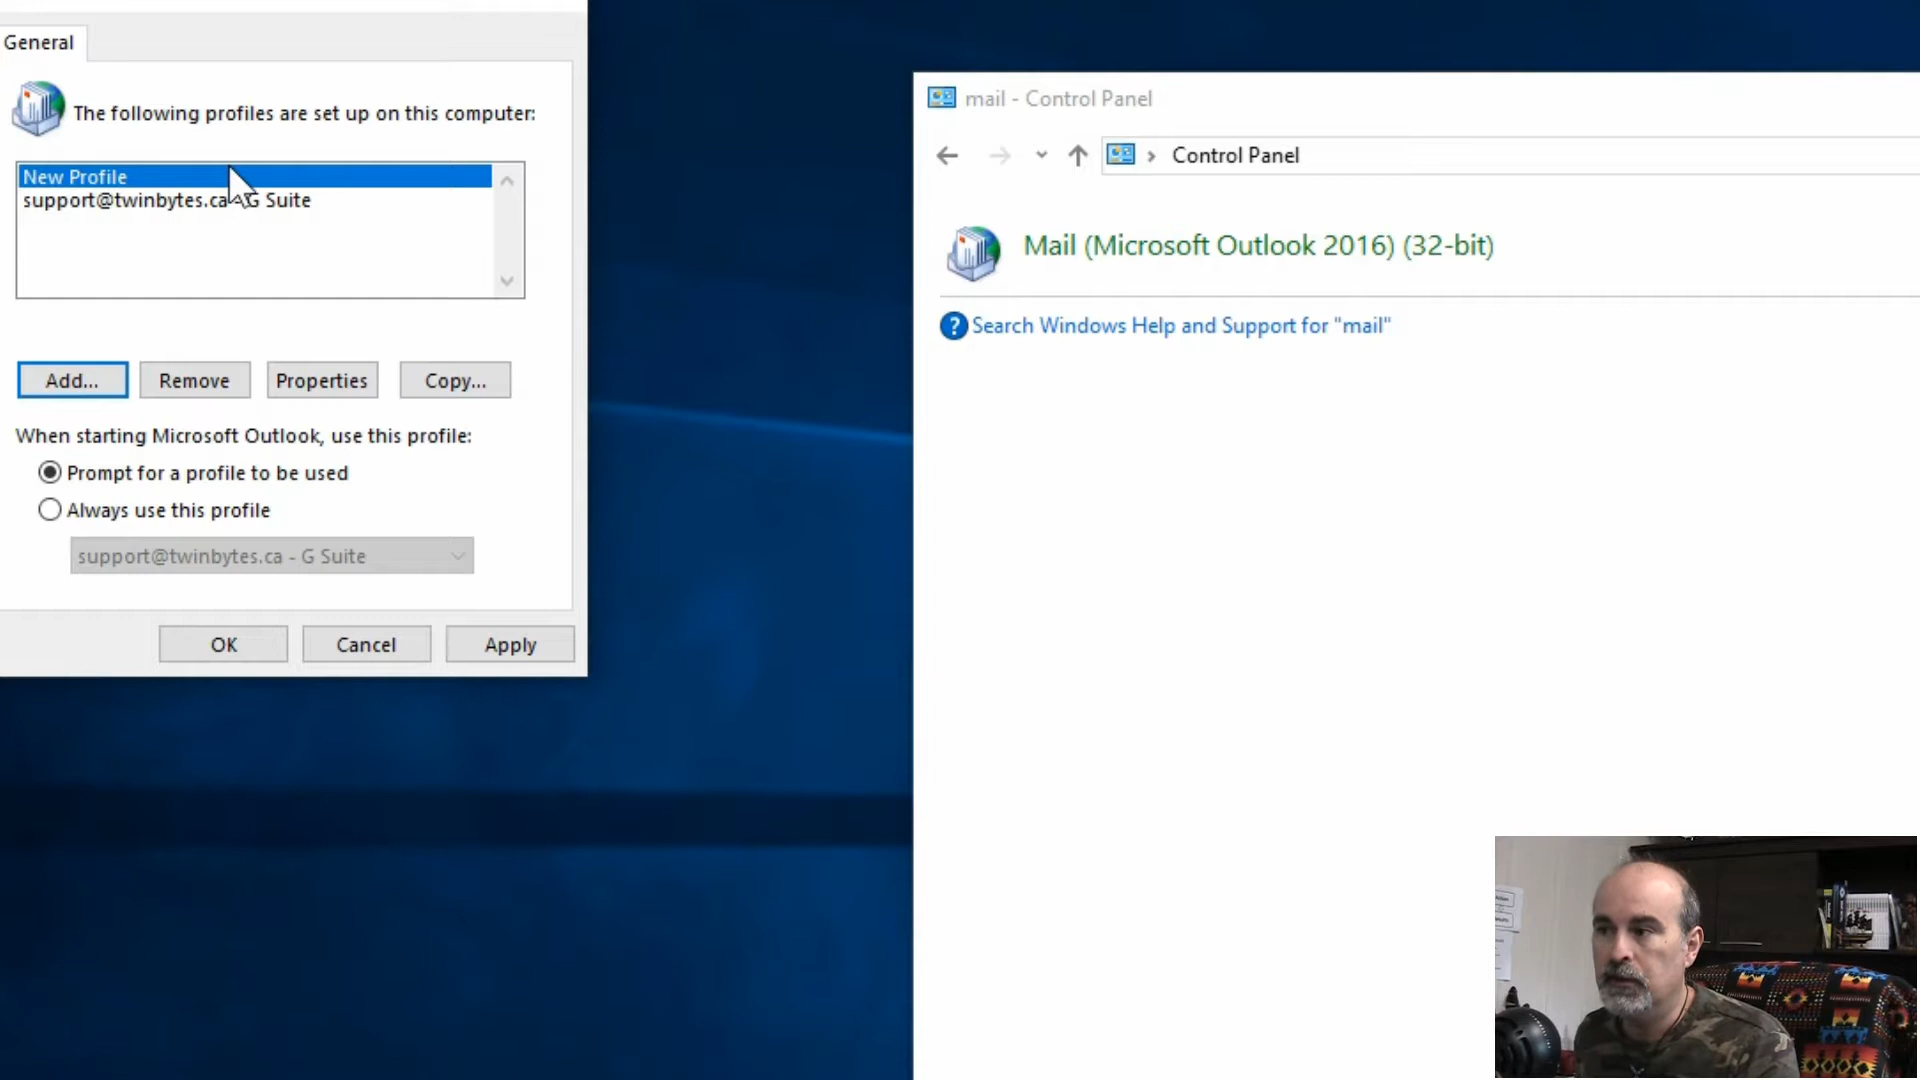 General
The following profiles are set up on this computer:
New Profile
support@twinbytes.ca - G Suite
Add...
Remove
Properties
Copy...
When starting Microsoft Outlook, use this profile:
Prompt for a profile to be used
Always use this profile
support@twinbytes.ca - G Suite
OK
Cancel
Apply
mail - Control Panel
Control Panel
Mail (Microsoft Outlook 2016) (32-bit)
Search Windows Help and Support for "mail"